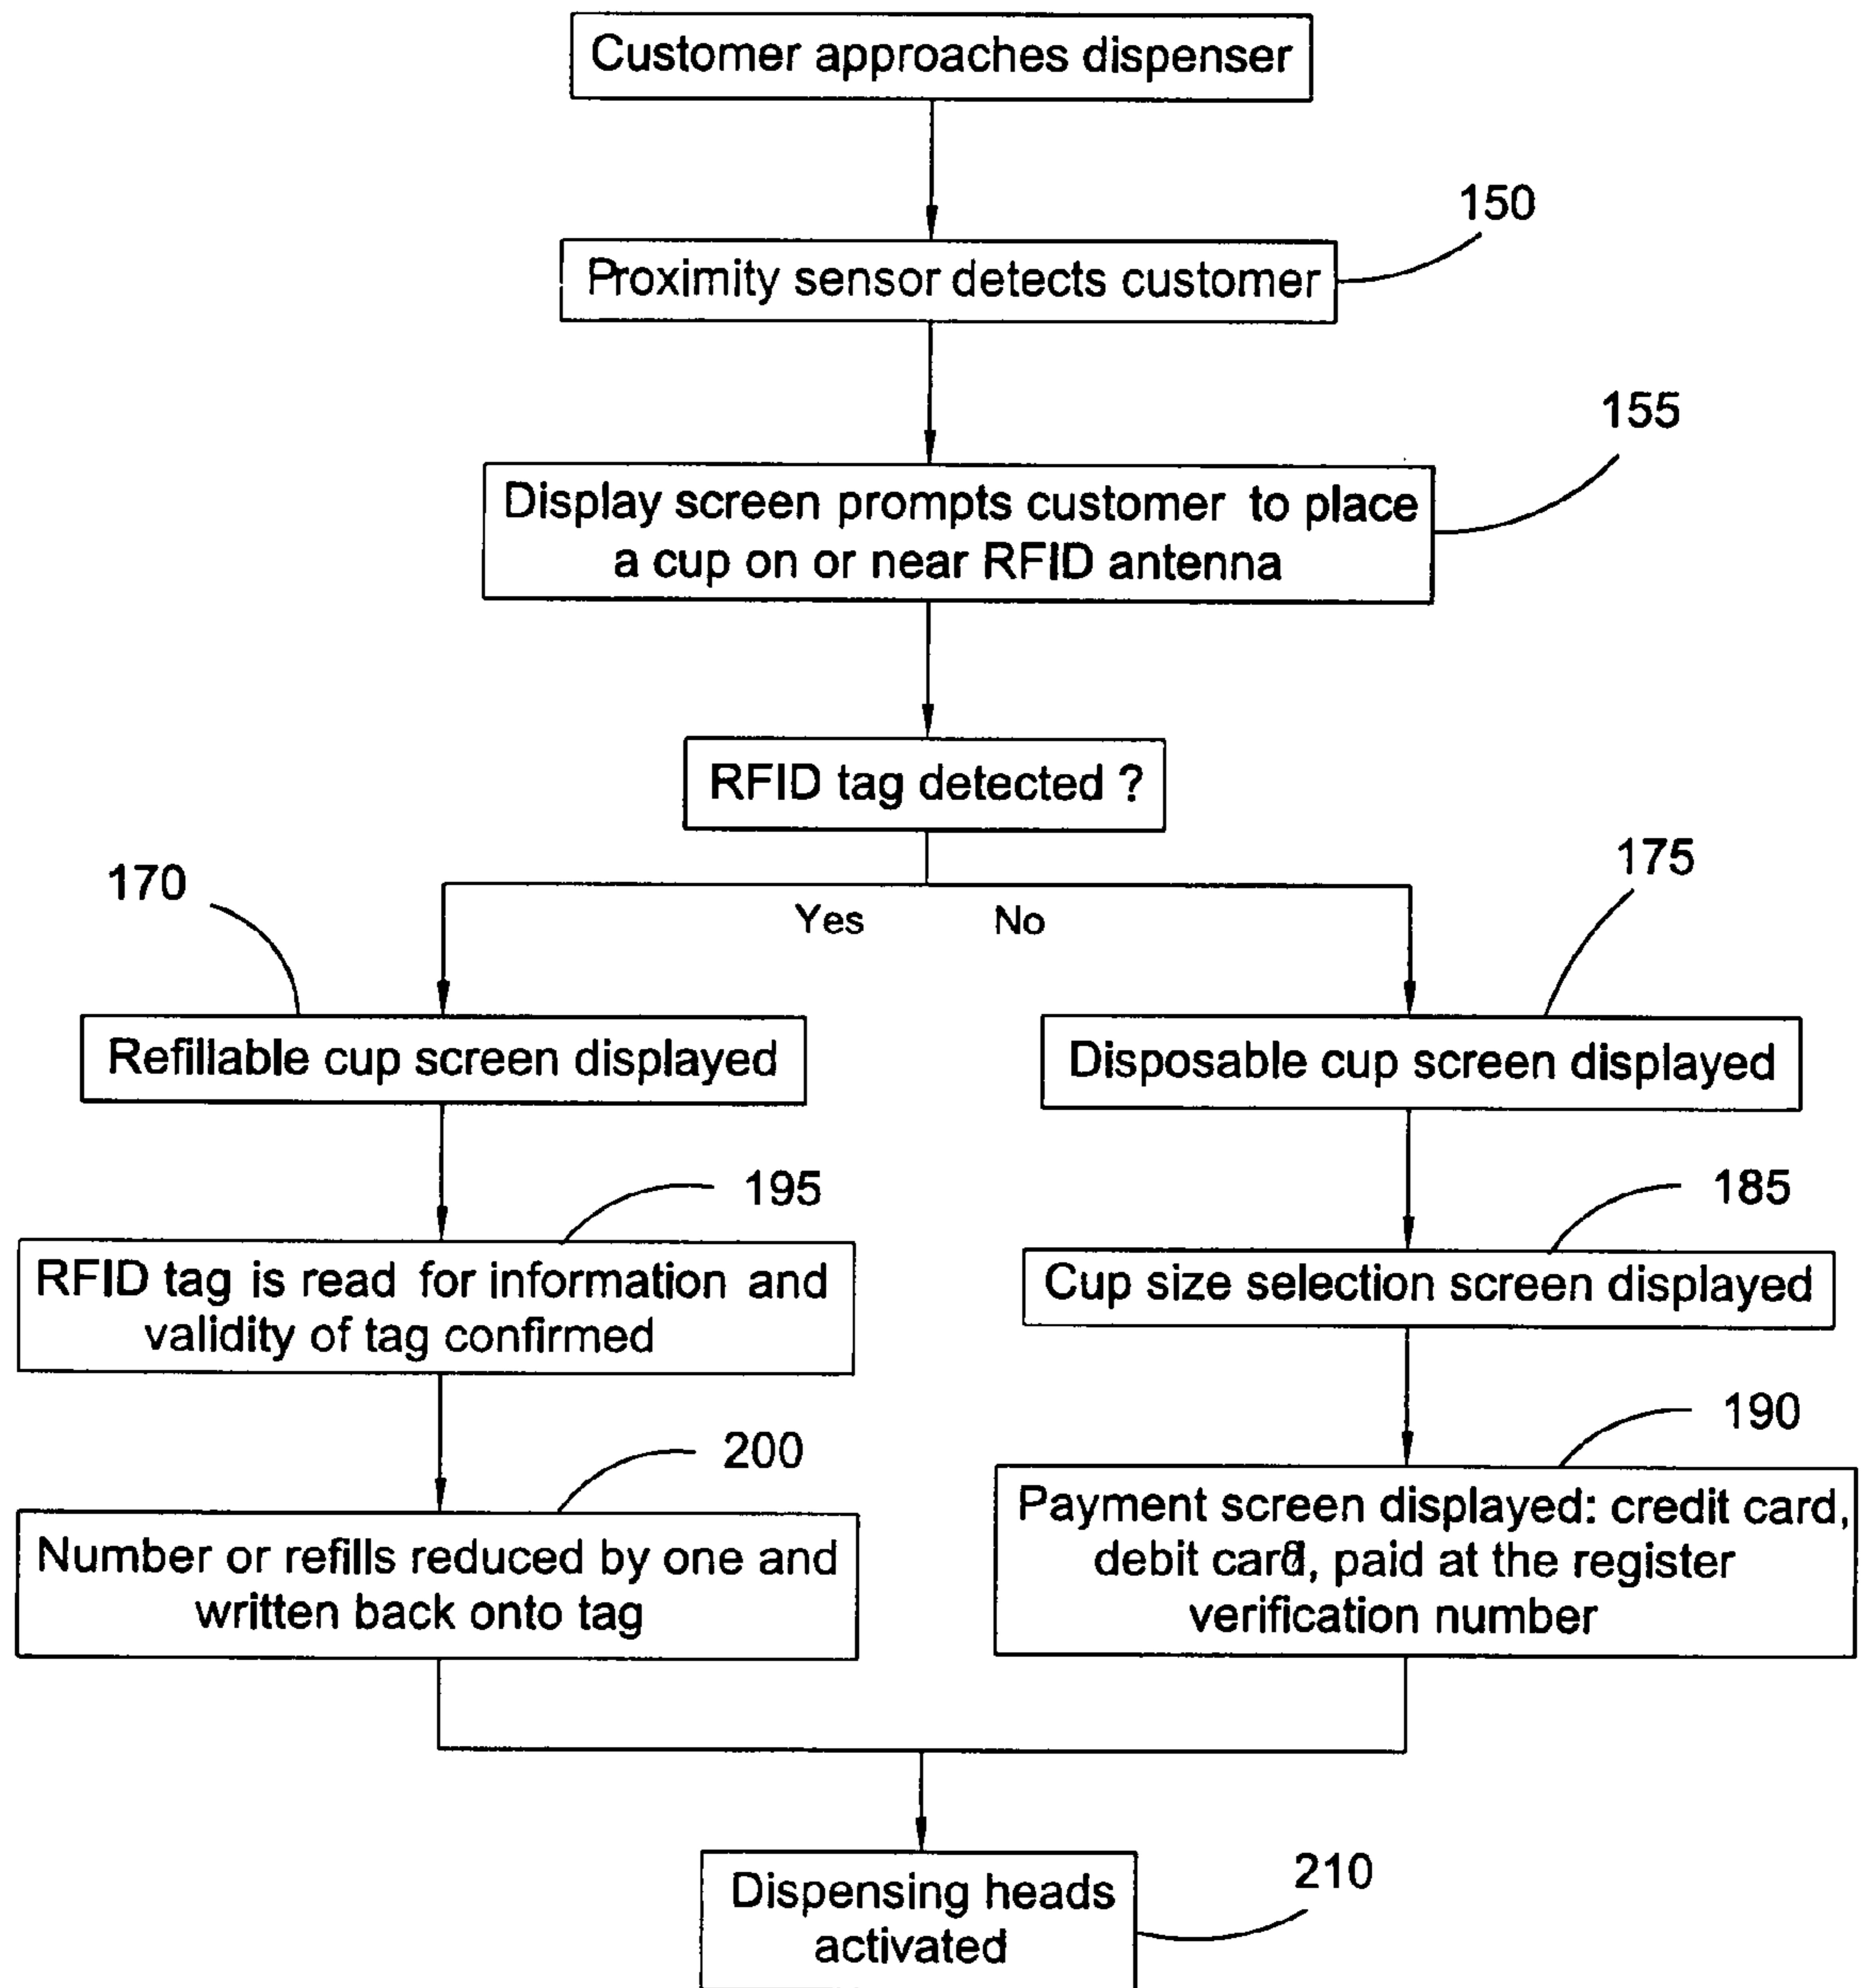 Customer approaches dispenser
150
Proximity sensor detects customer
155
Display screen prompts customer to place
a cup on or near RFID antenna
RFID tag detected ?
170
175
Yes
No
Refillable cup screen displayed
Disposable cup screen displayed
195
185
RFID tag is read for information and
validity of tag confirmed
Cup size selection screen displayed
200
190
Number or refills reduced by one and
written back onto tag
Payment screen displayed: credit card,
debit card, paid at the register
verification number
210
Dispensing heads
activated